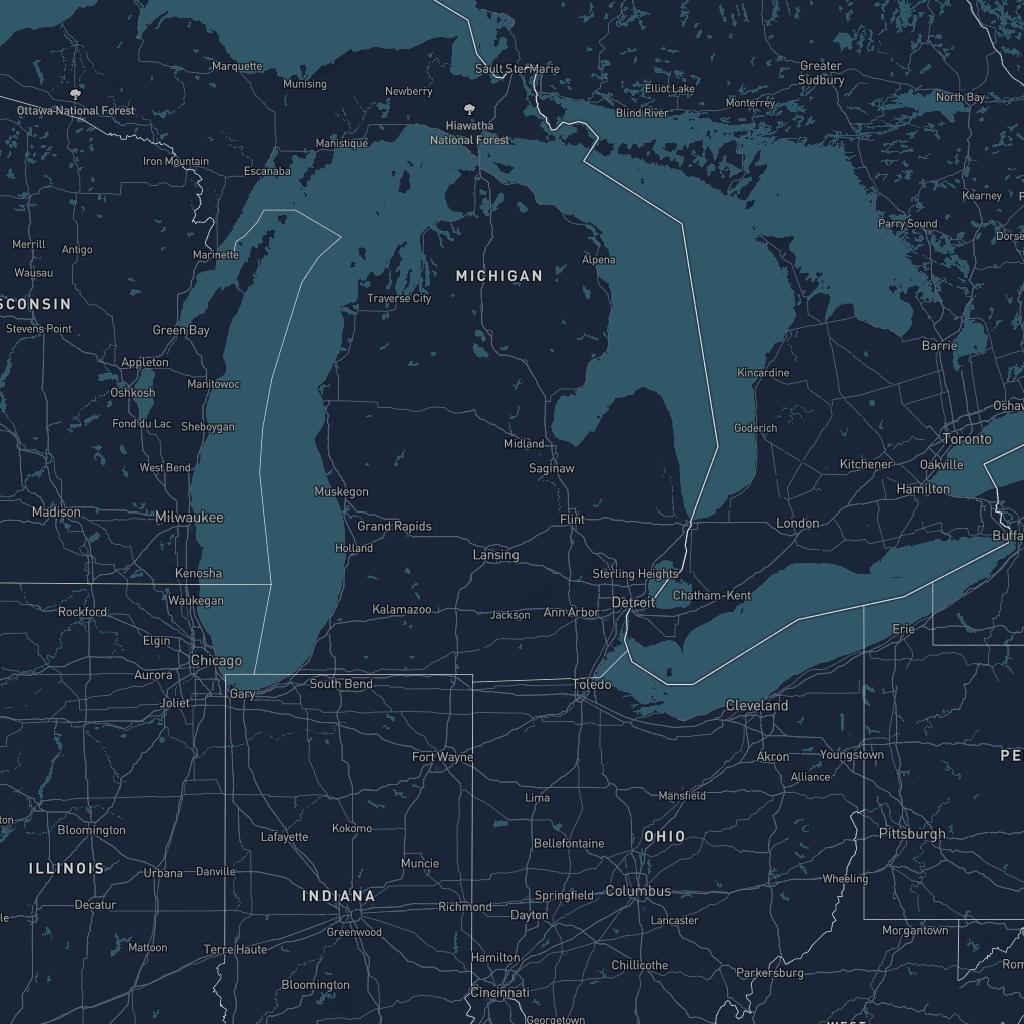 Marquette
Munising
Newberry
Sault Ste. Marie
Elliot Lake
Greater
Sudbury
Blind River
Monterrey
North Bay
Ottawa National Forest
Hiawatha
National Forest
Manistique
Iron Mountain
Escanaba
Kearney
Parry Sound
Dorse
Merrill
Antigo
Wausau
Marinette
Alpena
MICHIGAN
Traverse City
SCONSIN
Stevens Point
Green Bay
Barrie
Appleton
Manitowoc
Oshkosh
Kincardine
Fond du Lac
Sheboygan
Goderich
Osha
Toronto
Midland
Saginaw
West Bend
Kitchener
Oakville
Hamilton
Muskegon
Madison
Milwaukee
Grand Rapids
Flint
London
Buffa
Holland
Lansing
Kenosha
Sterling Heights
Waukegan
Chatham-Kent
Detroit
Rockford
Kalamazoo
Jackson
Ann Arbor
Erie
Elgin
Chicago
Aurora
South Bend
Toledo
Gary
Joliet
Cleveland
Fort Wayne
Akron
Youngstown
PE
Alliance
Lima
Mansfield
ton
Bloomington
Lafayette
Kokomo
Bellefontaine
OHIO
Pittsburgh
Muncie
ILLINOIS
Urbana
Danville
Wheeling
INDIANA
Springfield
Columbus
Decatur
Richmond
Dayton
Lancaster
le
Greenwood
Morgantown
Mattoon
Terre Haute
Hamilton
Chillicothe
Parkersburg
Rom
Bloomington
Cincinnati
Georgetown
WEST